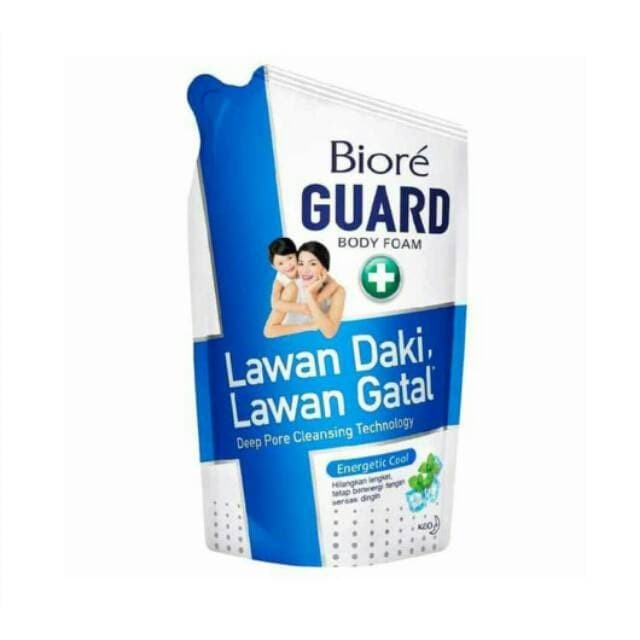 Bioré
GUARD
BODY FOAM
Lawan Daki,
Lawan Gatal*
Deep Pore Cleansing Technology
Energetic Cool
Hilangkan lengket,
tetap berenergi dengan
sensasi dingin
KAO